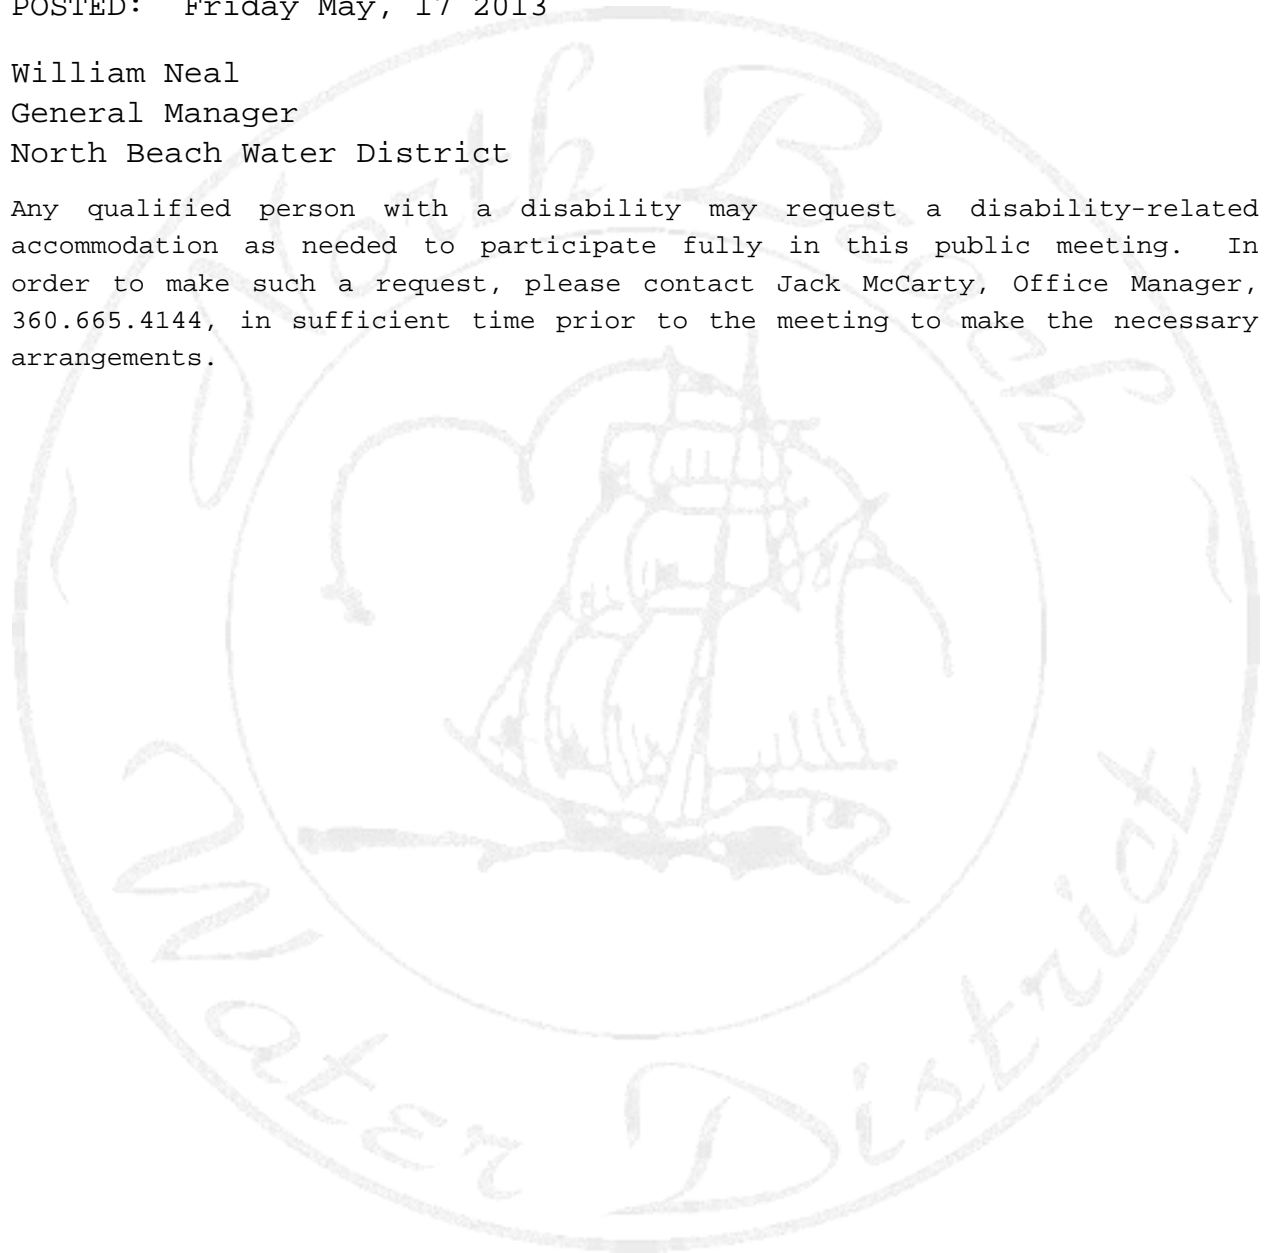 POSTED: Friday May, 17 2013
William Neal
General Manager
North Beach Water District
Any qualified person with a disability may request a disability-related
accommodation as needed to participate fully in this public meeting. In
order to make such a request, please contact Jack McCarty, Office Manager,
360.665.4144, in sufficient time prior to the meeting to make the necessary
arrangements.
North Beach
Water District